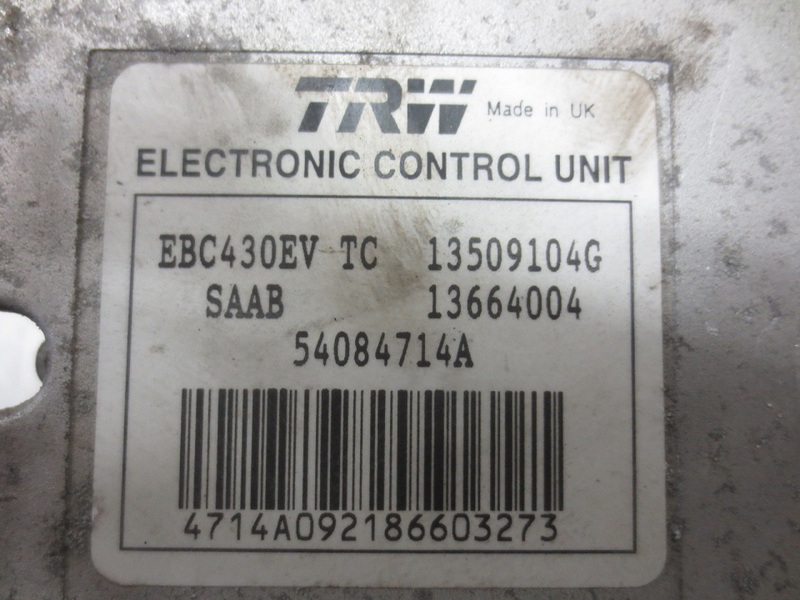 TRW Made in UK
ELECTRONIC CONTROL UNIT
EBC430EV TC 13509104G
SAAB 13664004
54084714A
4714A092186603273